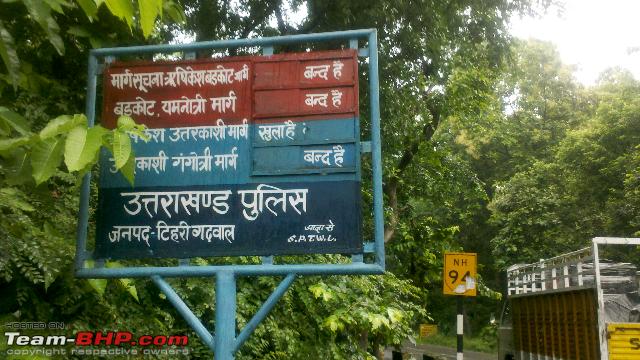 मार्ग सूचना ऋषिकेश बड़कोट मार्ग बन्द है
बड़कोट, यमनोत्री मार्ग बन्द है
उत्तरकाशी मार्ग खुला है
काशी गंगोत्री मार्ग बन्द है
उत्तराखण्ड पुलिस
जनपद-टिहरी गढ़वाल
आज्ञा से
S.P.T.W.L.
NH
94
HOSTED ON
Team-BHP.com
copyright respective owners